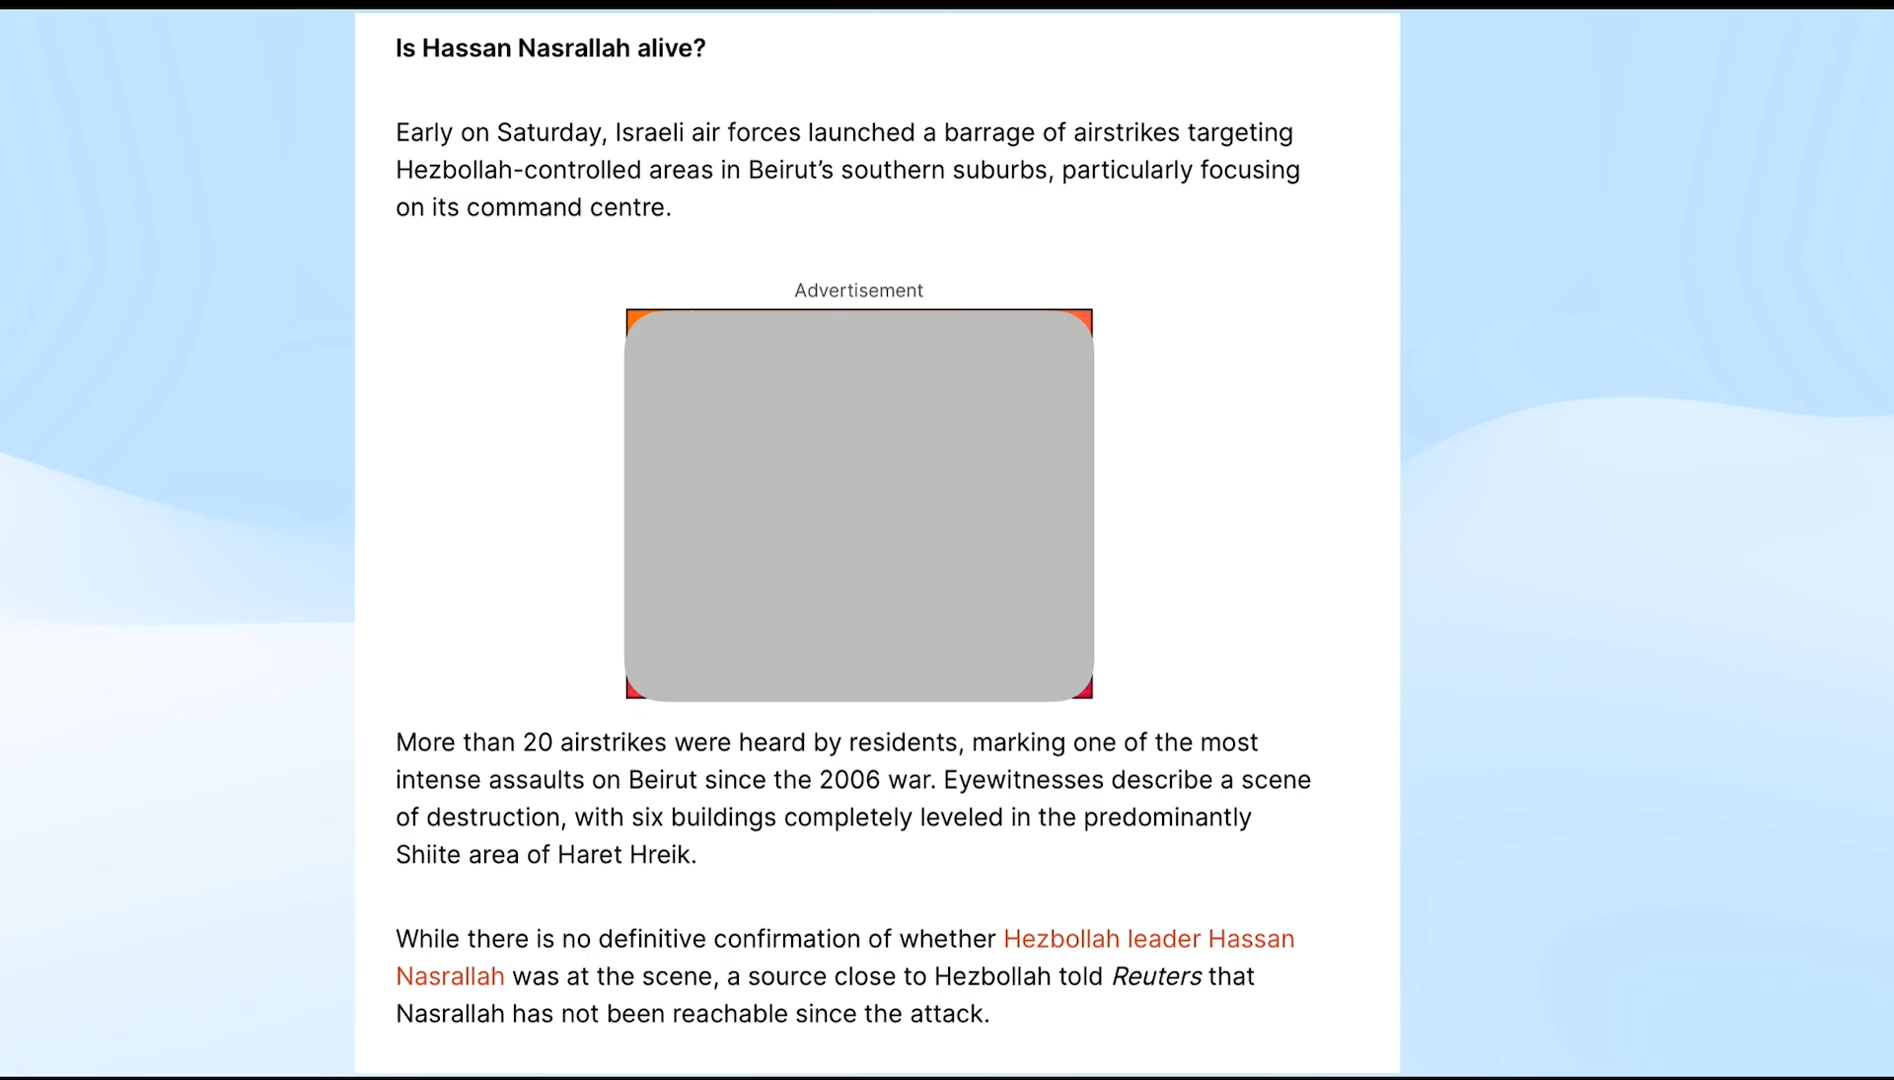 Is Hassan Nasrallah alive?
Early on Saturday, Israeli air forces launched a barrage of airstrikes targeting
Hezbollah-controlled areas in Beirut’s southern suburbs, particularly focusing
on its command centre.
Advertisement
More than 20 airstrikes were heard by residents, marking one of the most
intense assaults on Beirut since the 2006 war. Eyewitnesses describe a scene
of destruction, with six buildings completely leveled in the predominantly
Shiite area of Haret Hreik.
While there is no definitive confirmation of whether Hezbollah leader Hassan
Nasrallah was at the scene, a source close to Hezbollah told Reuters that
Nasrallah has not been reachable since the attack.